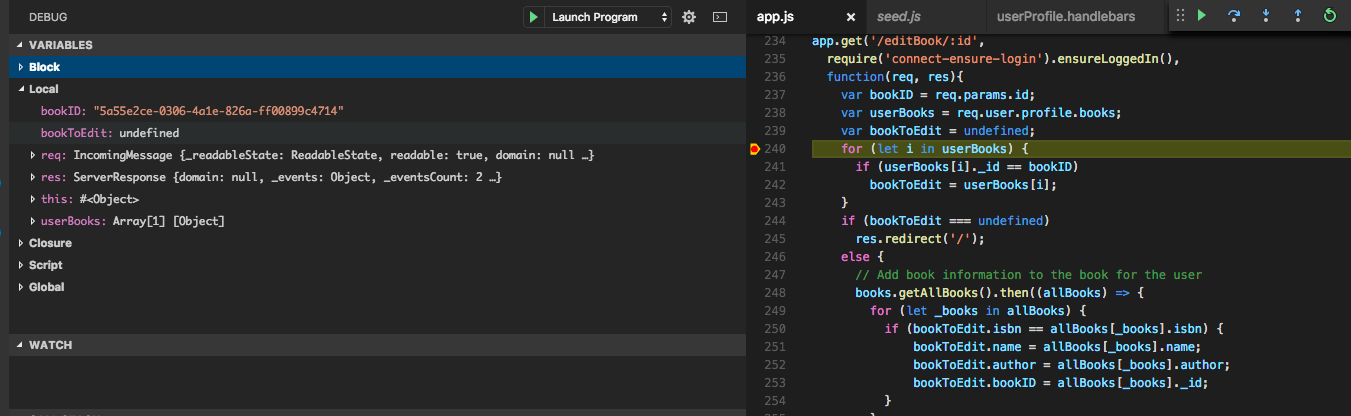 DEBUG
Launch Program
VARIABLES
Block
Local
bookID: "5a55e2ce-0306-4a1e-826a-ff00899c4714"
bookToEdit: undefined
req: IncomingMessage {_readableState: ReadableState, readable: true, domain: null …}
res: ServerResponse {domain: null, _events: Object, _eventsCount: 2 …}
this: #<Object>
userBooks: Array[1] [Object]
Closure
Script
Global
WATCH
app.js
seed.js
userProfile.handlebars
234 app.get('/editBook/:id',
235 require('connect-ensure-login').ensureLoggedIn(),
236 function(req, res){
237 var bookID = req.params.id;
238 var userBooks = req.user.profile.books;
239 var bookToEdit = undefined;
240 for (let i in userBooks) {
241 if (userBooks[i]._id == bookID)
242 bookToEdit = userBooks[i];
243 }
244 if (bookToEdit === undefined)
245 res.redirect('/');
246 else {
247 // Add book information to the book for the user
248 books.getAllBooks().then((allBooks) => {
249 for (let _books in allBooks) {
250 if (bookToEdit.isbn == allBooks[_books].isbn) {
251 bookToEdit.name = allBooks[_books].name;
252 bookToEdit.author = allBooks[_books].author;
253 bookToEdit.bookID = allBooks[_books]._id;
254 }